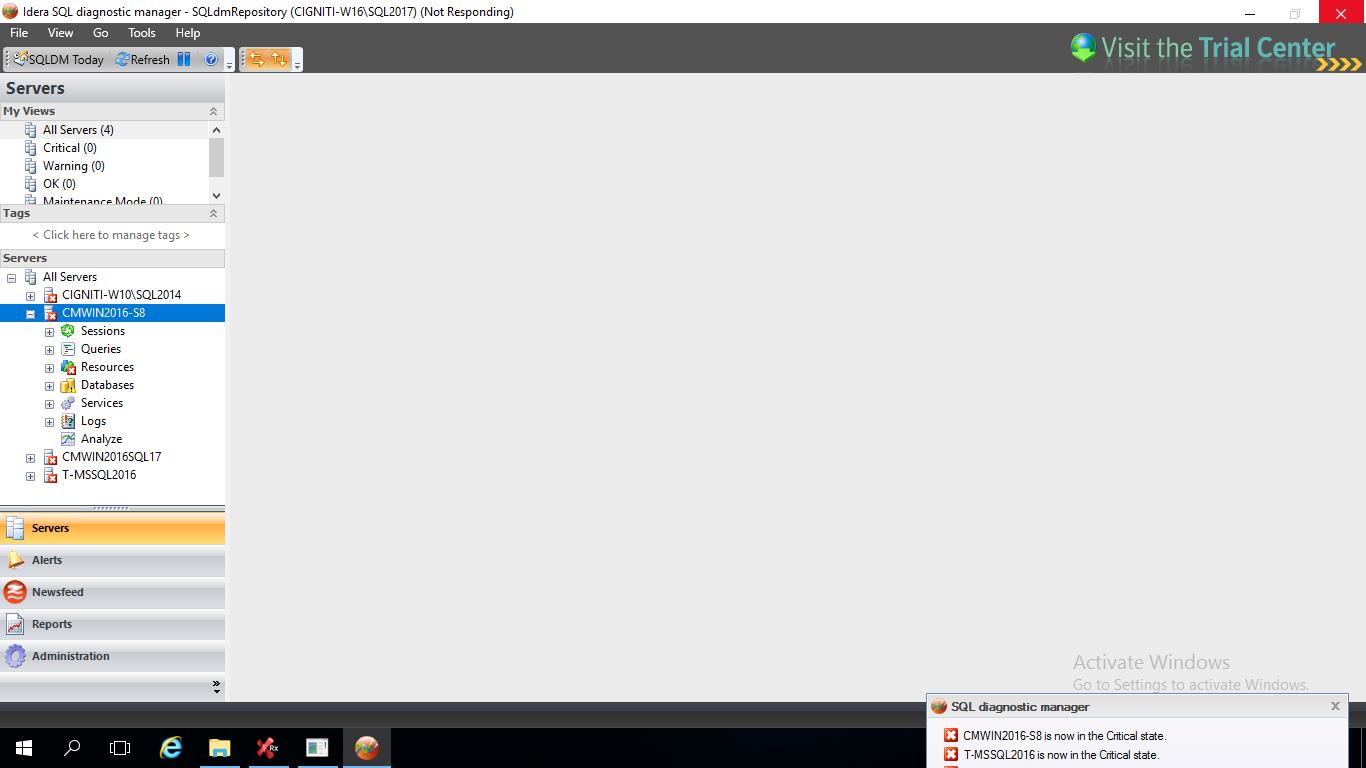 Idera SQL diagnostic manager - SQLdmRepository (CIGNITI-W16\SQL2017) (Not Responding)
File View Go Tools Help
SQLDM Today Refresh
Visit the Trial Center
Servers
My Views
All Servers (4)
Critical (0)
Warning (0)
OK (0)
Maintenance Mode (0)
Tags
< Click here to manage tags >
Servers
All Servers
CIGNITI-W10\SQL2014
CMWIN2016-S8
Sessions
Queries
Resources
Databases
Services
Logs
Analyze
CMWIN2016SQL17
T-MSSQL2016
Servers
Alerts
Newsfeed
Reports
Administration
Activate Windows
Go to Settings to activate Windows.
SQL diagnostic manager
CMWIN2016-S8 is now in the Critical state.
T-MSSQL2016 is now in the Critical state.
Rx